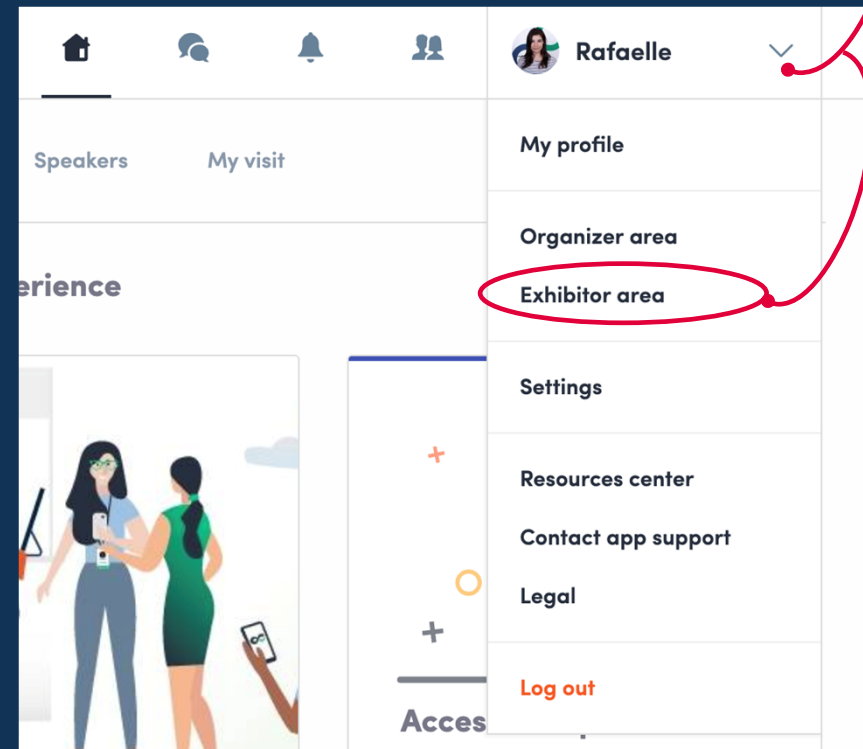 Rafaelle
Speakers
My visit
My profile
Organizer area
erience
Exhibitor area
Settings
Resources center
Contact app support
Legal
Log out
Acces